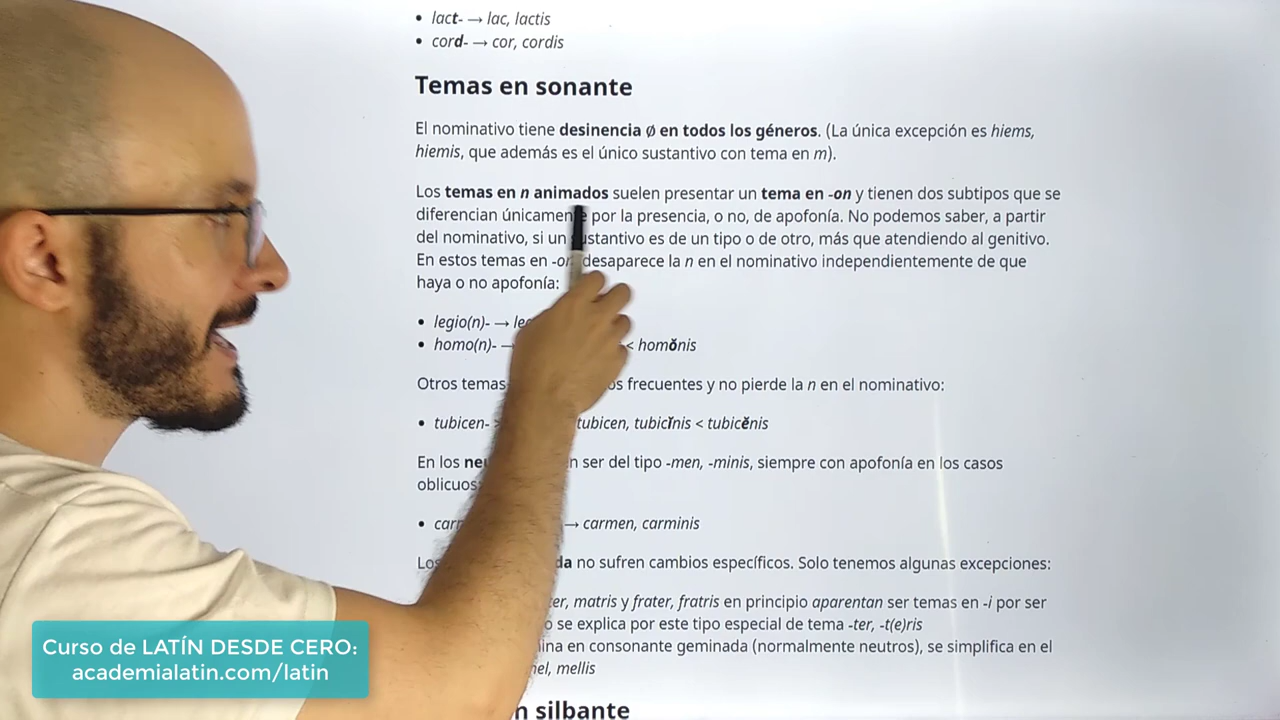 • lact- → lac, lactis
• cord- → cor, cordis
Temas en sonante
El nominativo tiene desinencia ø en todos los géneros. (La única excepción es hiems,
hiemis, que además es el único sustantivo con tema en m).
Los temas en n animados suelen presentar un tema en -on y tienen dos subtipos que se
diferencian únicamente por la presencia, o no, de apofonía. No podemos saber, a partir
del nominativo, si un sustantivo es de un tipo o de otro, más que atendiendo al genitivo.
En estos temas en -on desaparece la n en el nominativo independientemente de que
haya o no apofonía:
• legio(n)- →
• homo(n)- → < homŏnis
Otros temas frecuentes y no pierde la n en el nominativo:
• tubicen- > tubicen, tubicĭnis < tubicĕnis
En los ser del tipo -men, -minis, siempre con apofonía en los casos
oblicuos
• → carmen, carminis
no sufren cambios específicos. Solo tenemos algunas excepciones:
matris y frater, fratris en principio aparentan ser temas en -i por ser
se explica por este tipo especial de tema -ter, -t(e)ris
en consonante geminada (normalmente neutros), se simplifica en el
mellis
silbante
Curso de LATÍN DESDE CERO:
academialatin.com/latin